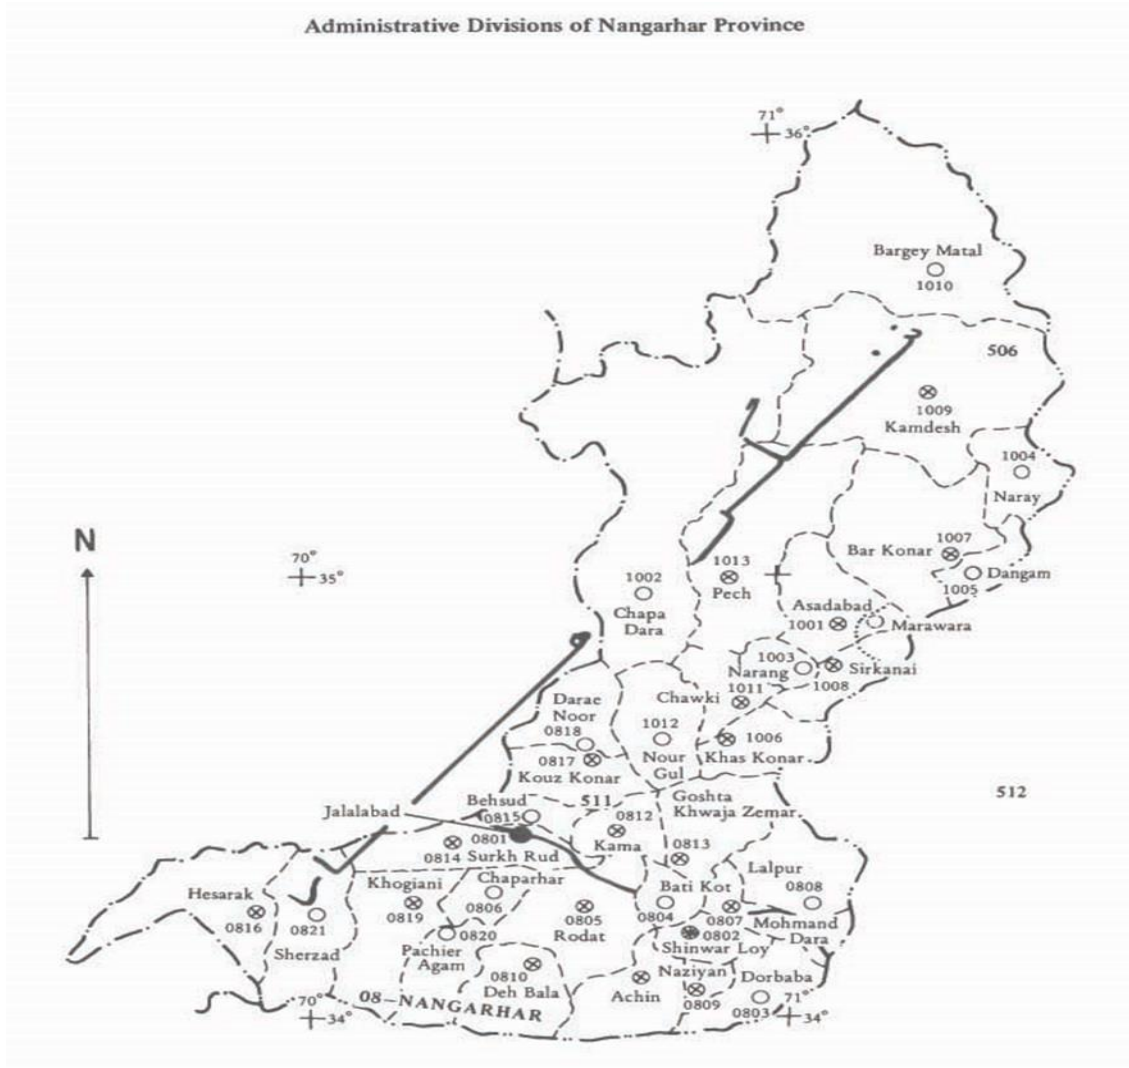 Administrative Divisions of Nangarhar Province
71°
36°
Bargey Matal
1010
506
1009
Kamdesh
1004
Naray
N
70°
35°
1007
Bar Konar
Dangam
1005
1013
Pech
1002
Chapa
Dara
Asadabad
1001
Marawara
1003
Narang
Sirkanai
1008
Chawki
1011
Darae
Noor
0818
1012
Nour
Gul
1006
Khas Konar
0817
Kouz Konar
512
Jalalabad
Behsud
0815
511
Goshta
Khwaja Zemar
0812
Kama
0801
0814 Surkh Rud
0813
Lalpur
0808
Khogiani
0819
Chaparhar
0806
Bati Kot
0804
0807
Mohmand
Dara
Hesarak
0816
0821
Sherzad
0805
Rodat
0802
Shinwar Loy
0820
Pachier
Agam
0810
Deh Bala
Achin
Naziyan
0809
Dorbaba
0803
71°
34°
70°
34°
08-NANGARHAR